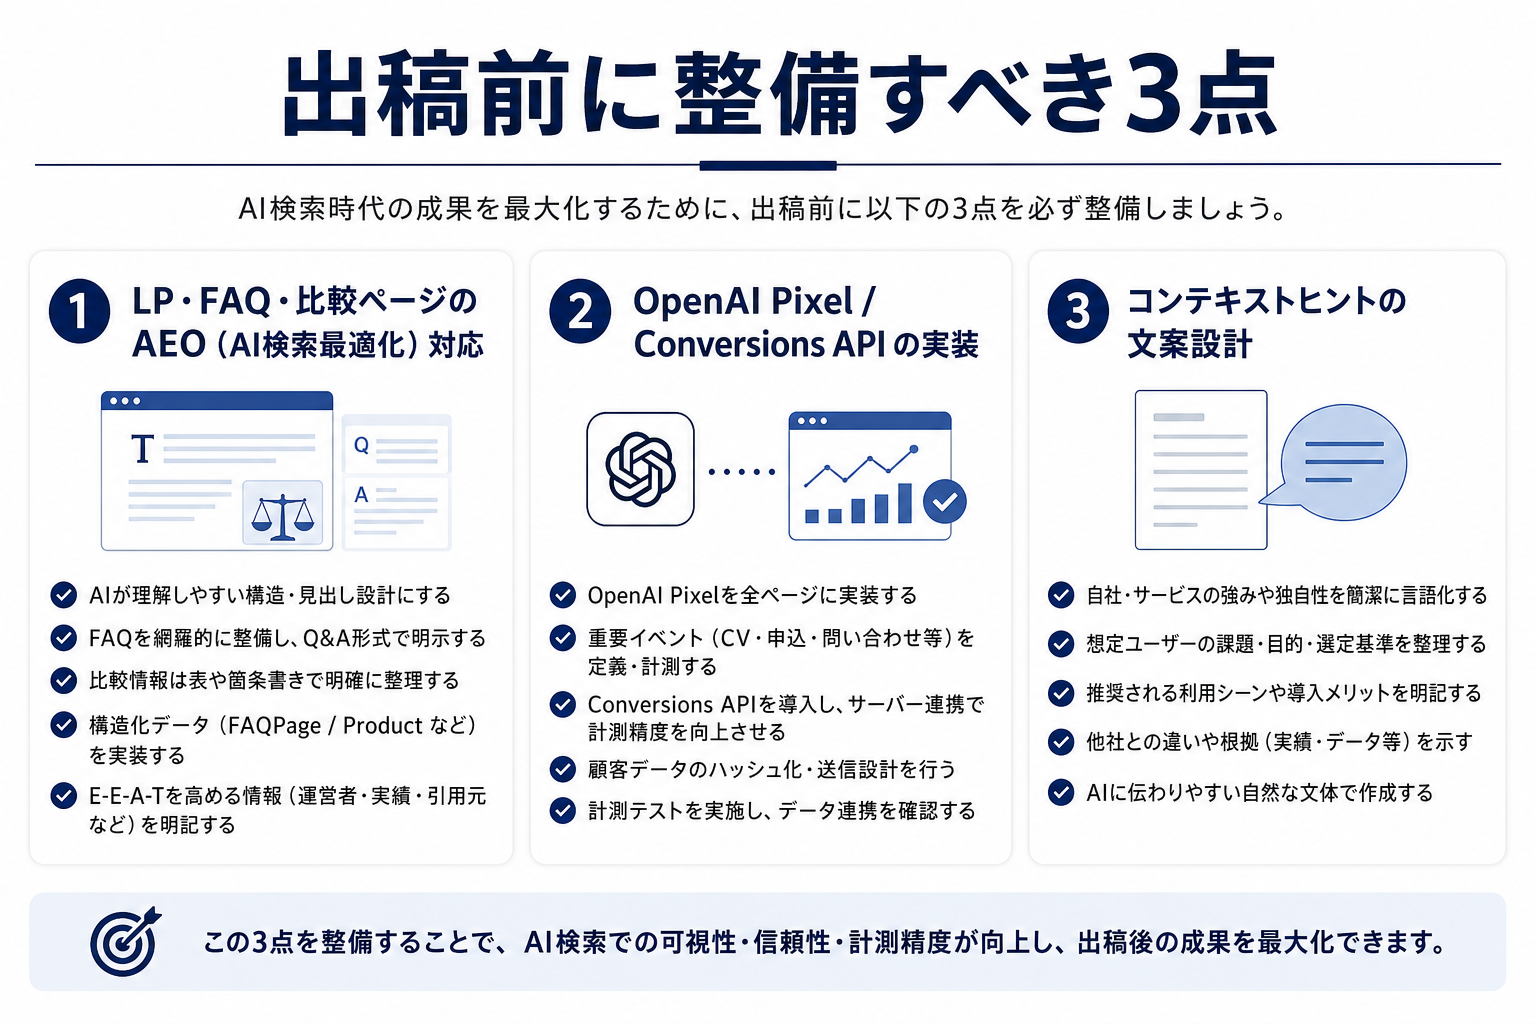 出稿前に整備すべき3点
AI検索時代の成果を最大化するために、出稿前に以下の3点を必ず整備しましょう。
1
LP・FAQ・比較ページの
AEO（AI検索最適化）対応
T
Q
A
AIが理解しやすい構造・見出し設計にする
FAQを網羅的に整備し、Q&A形式で明示する
比較情報は表や箇条書きで明確に整理する
構造化データ（FAQPage / Product など）
を実装する
E-E-A-Tを高める情報（運営者・実績・引用元
など）を明記する
2
OpenAI Pixel /
Conversions API の実装
OpenAI Pixelを全ページに実装する
重要イベント（CV・申込・問い合わせ等）を
定義・計測する
Conversions APIを導入し、サーバー連携で
計測精度を向上させる
顧客データのハッシュ化・送信設計を行う
計測テストを実施し、データ連携を確認する
3
コンテキストヒントの
文案設計
自社・サービスの強みや独自性を簡潔に言語化する
想定ユーザーの課題・目的・選定基準を整理する
推奨される利用シーンや導入メリットを明記する
他社との違いや根拠（実績・データ等）を示す
AIに伝わりやすい自然な文体で作成する
この3点を整備することで、AI検索での可視性・信頼性・計測精度が向上し、出稿後の成果を最大化できます。